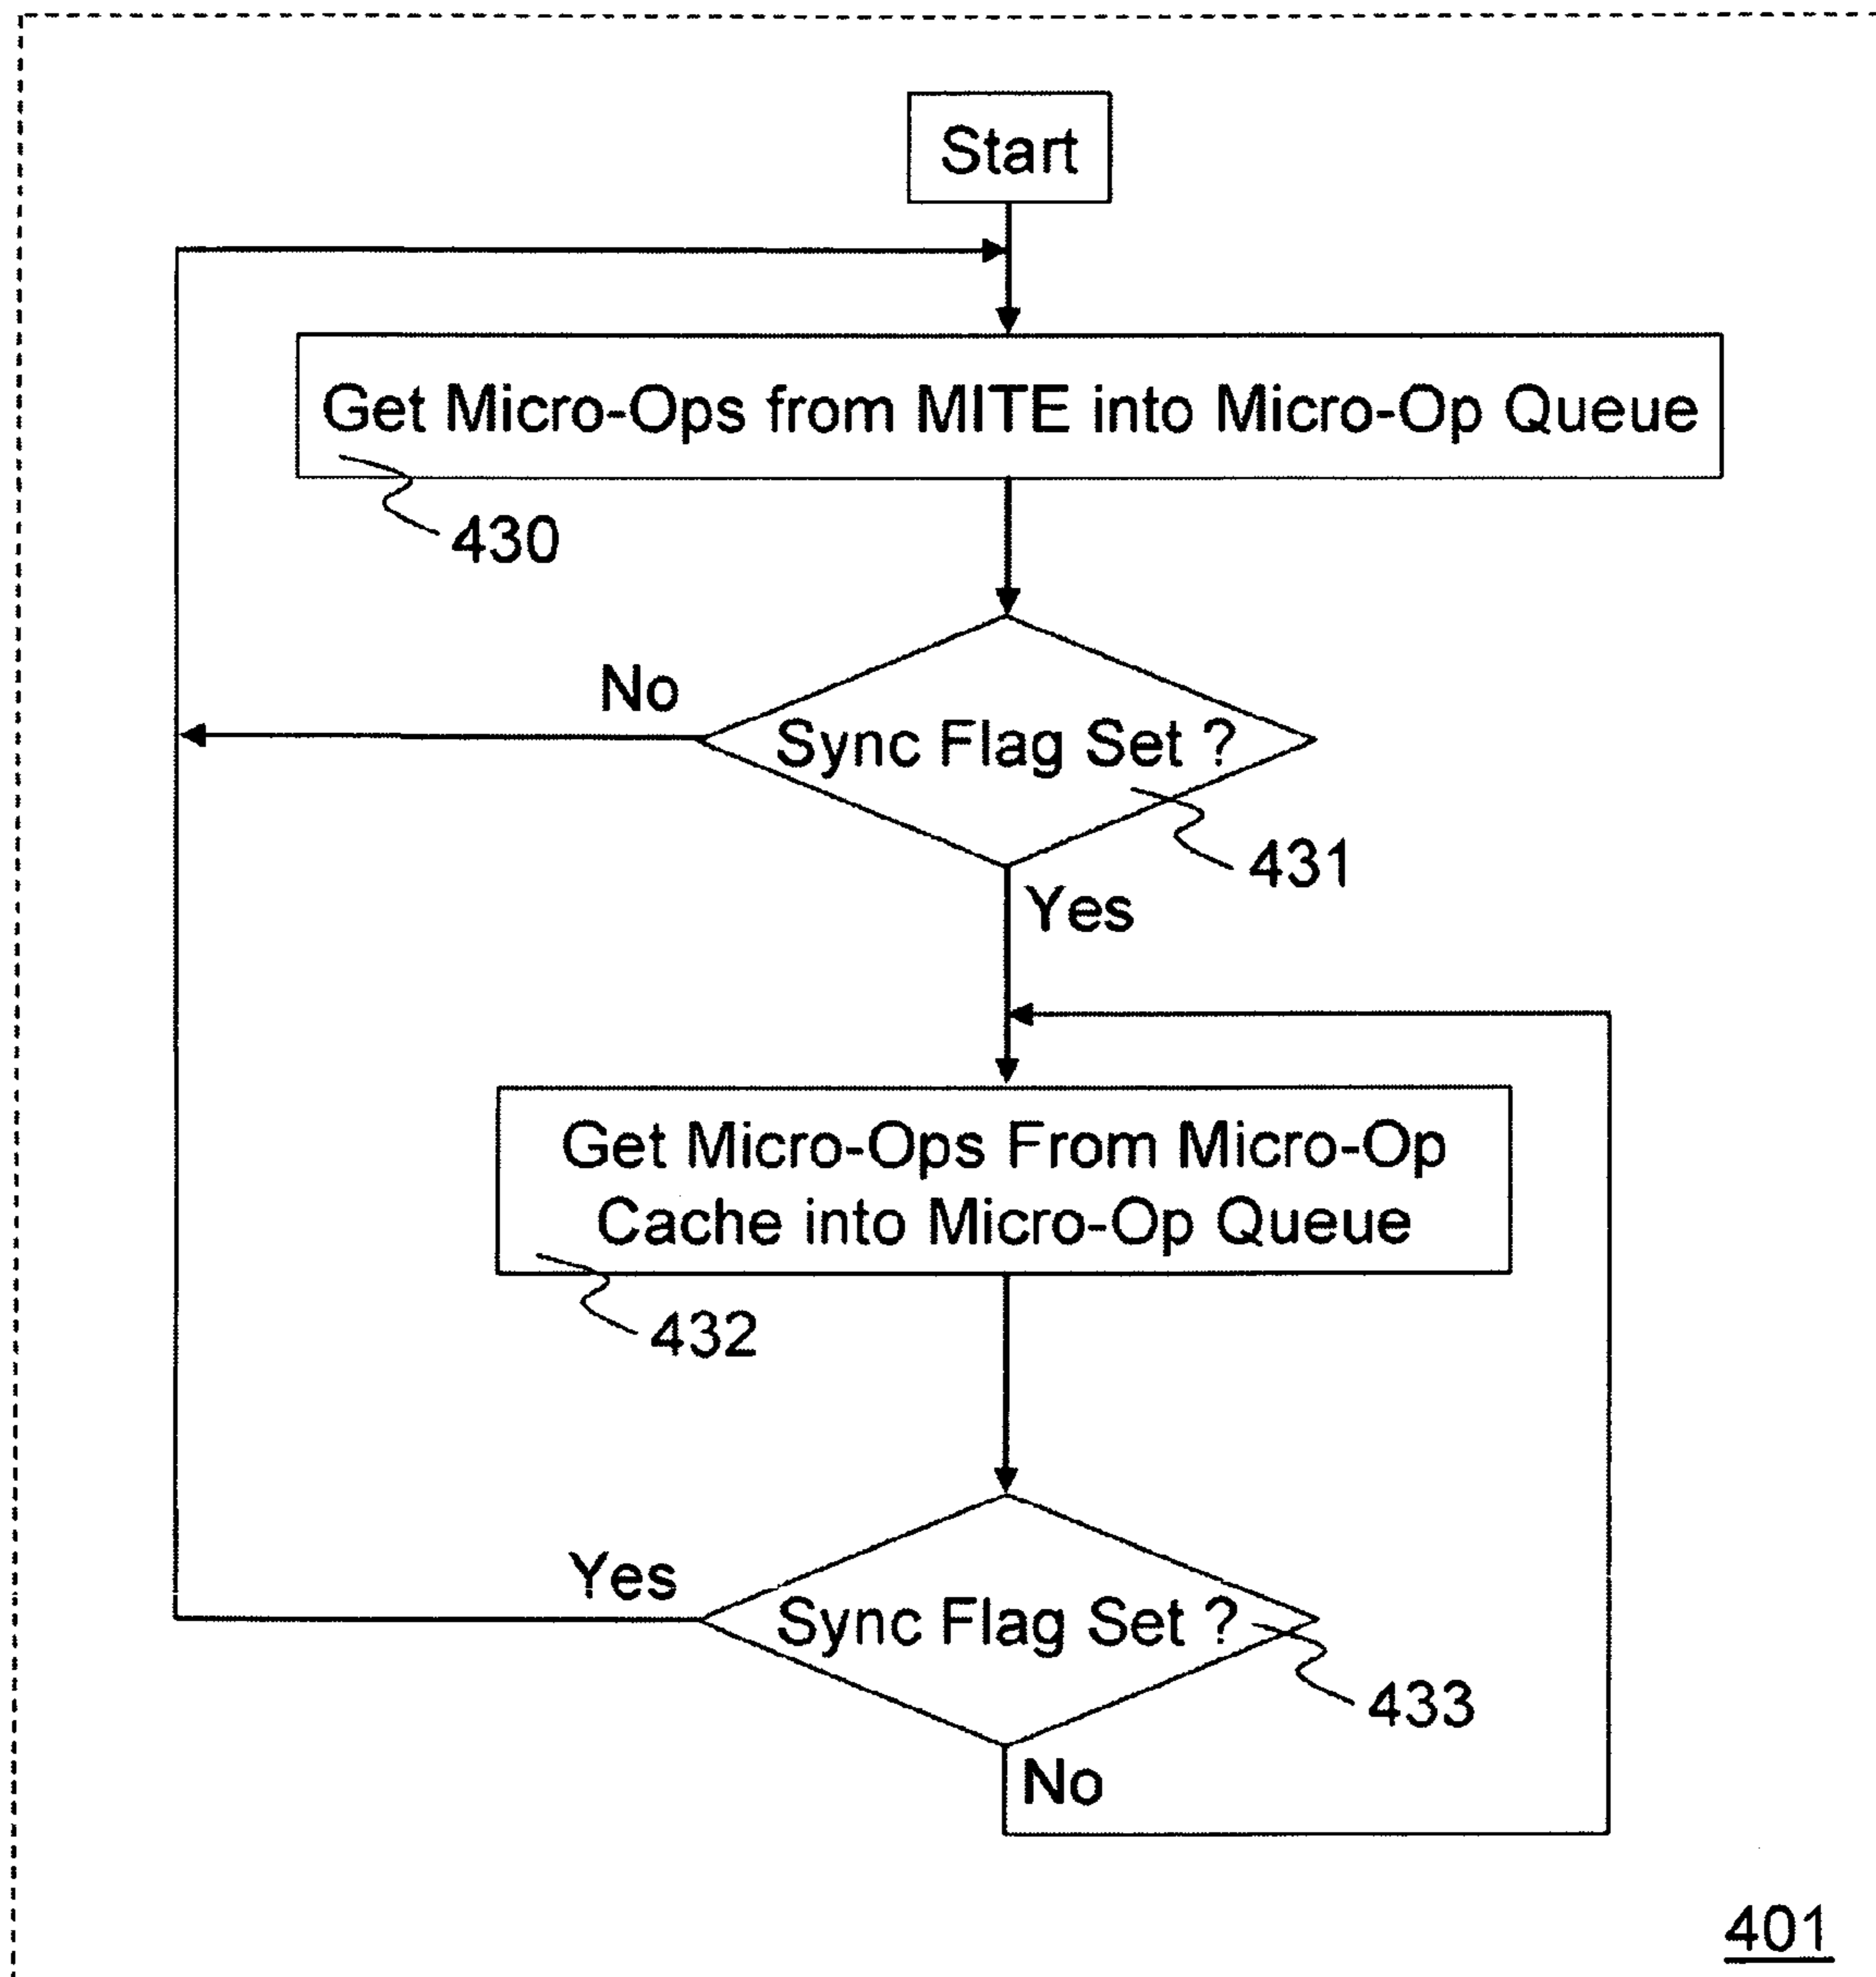 Start
Get Micro-Ops from MITE into Micro-Op Queue
430
No
Sync Flag Set ?
431
Yes
Get Micro-Ops From Micro-Op
Cache into Micro-Op Queue
432
Yes
Sync Flag Set ?
433
No
401